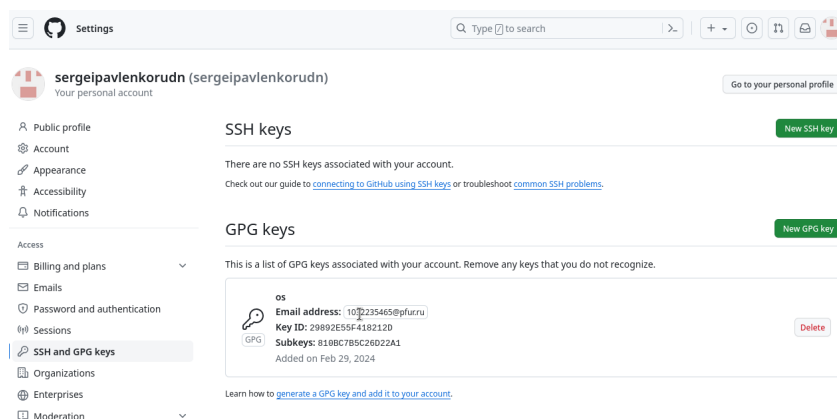 Settings
Type / to search
sergeipavlenkorudn (sergeipavlenkorudn)
Your personal account
Go to your personal profile
Public profile
Account
Appearance
Accessibility
Notifications
Access
Billing and plans
Emails
Password and authentication
Sessions
SSH and GPG keys
Organizations
Enterprises
Moderation
SSH keys
New SSH key
There are no SSH keys associated with your account.
Check out our guide to connecting to GitHub using SSH keys or troubleshoot common SSH problems.
GPG keys
New GPG key
This is a list of GPG keys associated with your account. Remove any keys that you do not recognize.
os
Email address:
Key ID: 29892E55F418212D
Subkeys: 810BC7B5C26D22A1
Added on Feb 29, 2024
GPG
Delete
Learn how to generate a GPG key and add it to your account.